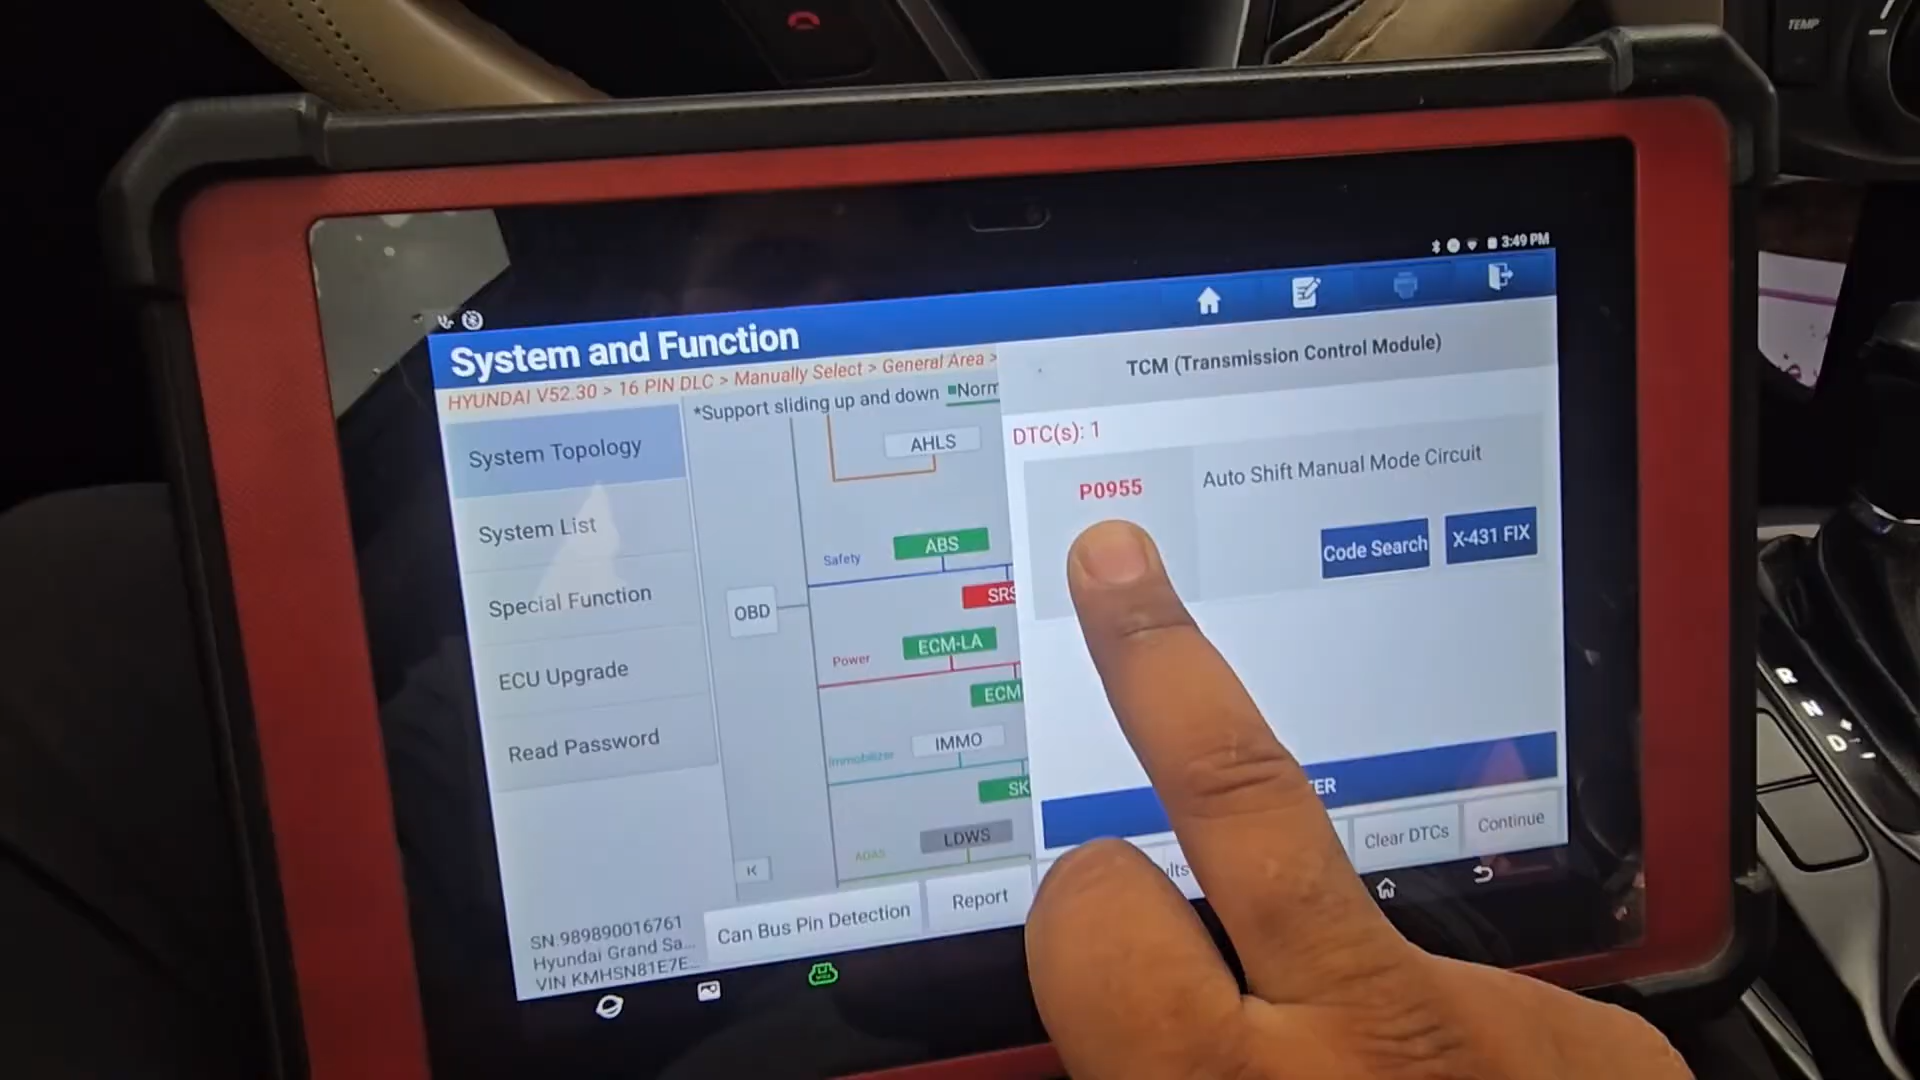 TEMP
3:49 PM
System and Function
HYUNDAI V52.30 > 16 PIN DLC > Manually Select > General Area >
TCM (Transmission Control Module)
*Support sliding up and down
System Topology
System List
Special Function
ECU Upgrade
Read Password
AHLS
OBD
Safety
ABS
Power
ECM-LA
ECM
Immobilizer
IMMO
SK
ADAS
LDWS
DTC(s): 1
P0955
Auto Shift Manual Mode Circuit
Code Search
X-431 FIX
Can Bus Pin Detection
Report
Clear DTCs
Continue
SN:989890016761
Hyundai Grand Sa...
VIN KMHSN81E7E...
R
N
D
+
-